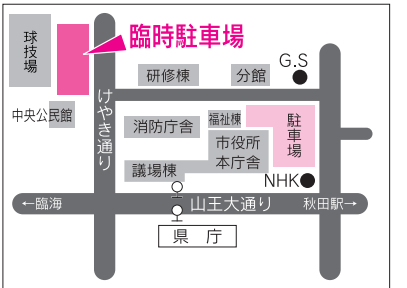 球技場
臨時駐車場
研修棟
分館
G.S
中央公民館
けやき通り
消防庁舎
福祉棟
駐車場
市役所
本庁舎
議場棟
NHK
←臨海
山王大通り
秋田駅→
県庁